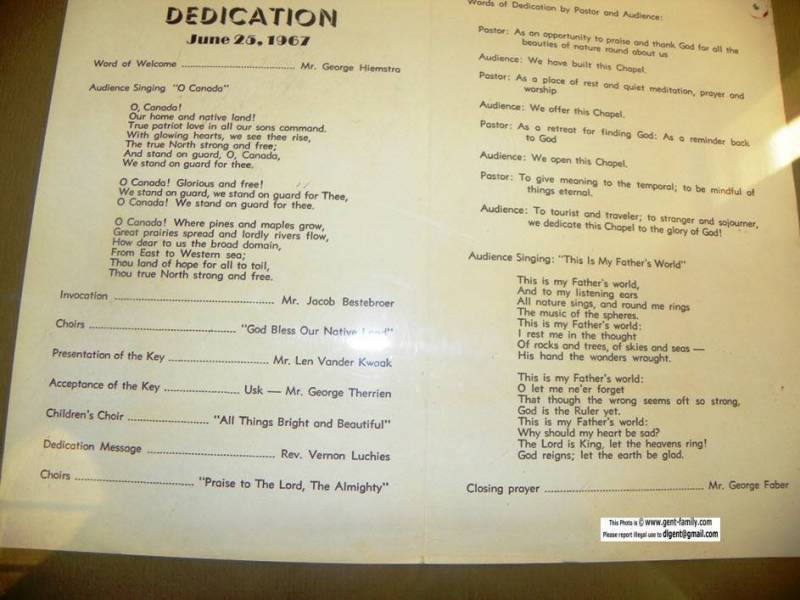 DEDICATION
June 25, 1967
Word of Welcome ........................................ Mr. George Hiemstra
Audience Singing "O Canada"
O, Canada!
Our home and native land!
True patriot love in all our sons command.
With glowing hearts, we see thee rise,
The true North strong and free;
And stand on guard, O, Canada,
We stand on guard for thee.
O Canada! Glorious and free!
We stand on guard, we stand on guard for Thee,
O Canada! We stand on guard for thee.
O Canada! Where pines and maples grow,
Great prairies spread and lordly rivers flow,
How dear to us the broad domain,
From East to Western sea;
Thou land of hope for all to toil,
Thou true North strong and free.
Invocation ........................................ Mr. Jacob Bestebroer
Choirs ........................................ "God Bless Our Native Land"
Presentation of the Key ........................................ Mr. Len Vander Kwaak
Acceptance of the Key ........................ Usk — Mr. George Therrien
Children's Choir ........................ "All Things Bright and Beautiful"
Dedication Message ........................................ Rev. Vernon Luchies
Choirs ........................................ "Praise to The Lord, The Almighty"
Words of Dedication by Pastor and Audience:
Pastor: As an opportunity to praise and thank God for all the
beauties of nature round about us
Audience: We have built this Chapel.
Pastor: As a place of rest and quiet meditation, prayer and
worship
Audience: We offer this Chapel.
Pastor: As a retreat for finding God: As a reminder back
to God
Audience: We open this Chapel.
Pastor: To give meaning to the temporal; to be mindful of
things eternal.
Audience: To tourist and traveler; to stranger and sojourner,
we dedicate this Chapel to the glory of God!
Audience Singing: "This Is My Father's World"
This is my Father's world,
And to my listening ears
All nature sings, and round me rings
The music of the spheres.
This is my Father's world:
I rest me in the thought
Of rocks and trees, of skies and seas —
His hand the wonders wrought.
This is my Father's world:
O let me ne'er forget
That though the wrong seems oft so strong,
God is the Ruler yet.
This is my Father's world:
Why should my heart be sad?
The Lord is King, let the heavens ring!
God reigns; let the earth be glad.
Closing prayer ........................................ Mr. George Faber
This Photo is © www.gent-family.com
Please report illegal use to digent@gmail.com